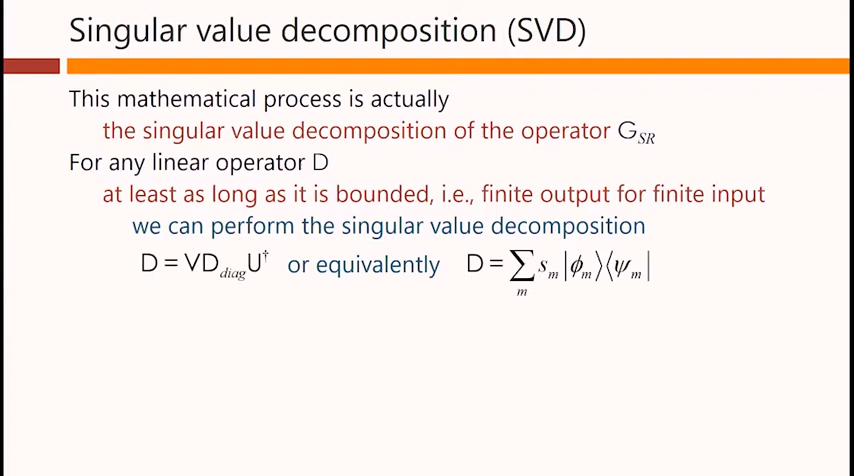 Singular value decomposition (SVD)
This mathematical process is actually
the singular value decomposition of the operator G_SR
For any linear operator D
at least as long as it is bounded, i.e., finite output for finite input
we can perform the singular value decomposition
D = VD_diag U† or equivalently D = ∑_m s_m |ϕ_m⟩⟨ψ_m|